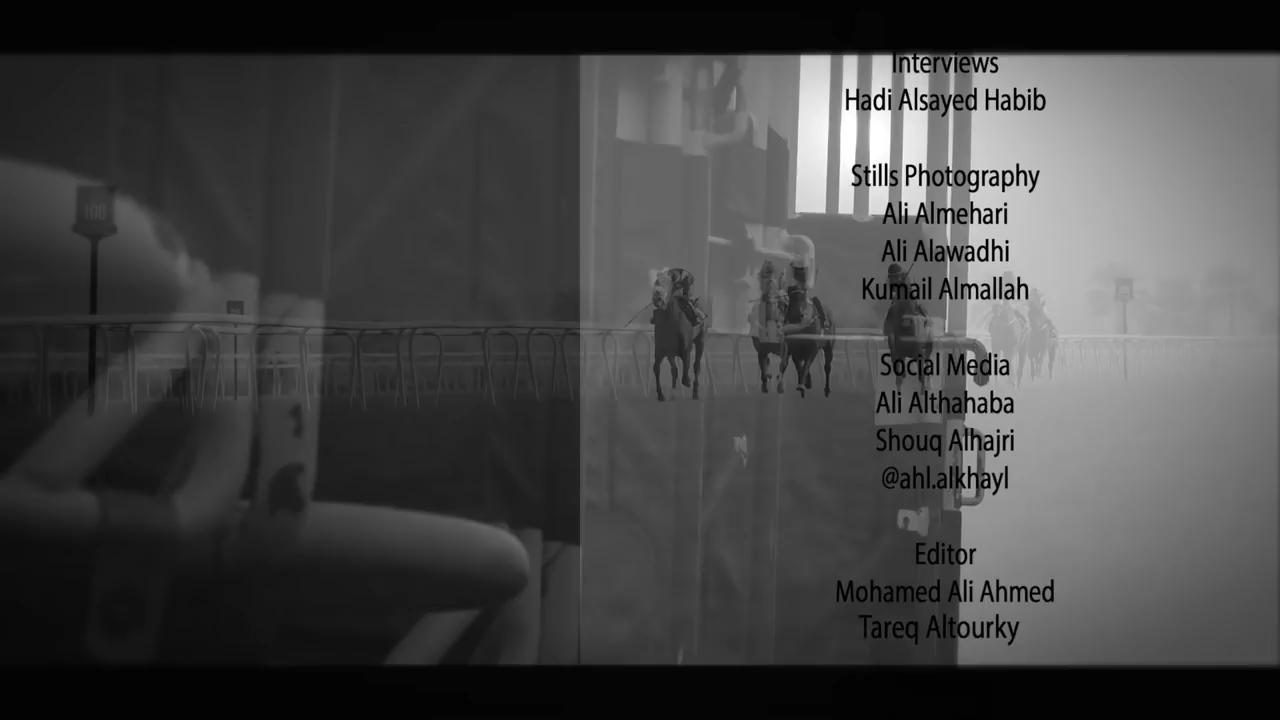 100
Interviews
Hadi Alsayed Habib
Stills Photography
Ali Almehari
Ali Alawadhi
Kumail Almallah
Social Media
Ali Althahaba
Shouq Alhajri
@ahl.alkhayl
Editor
Mohamed Ali Ahmed
Tareq Altourky